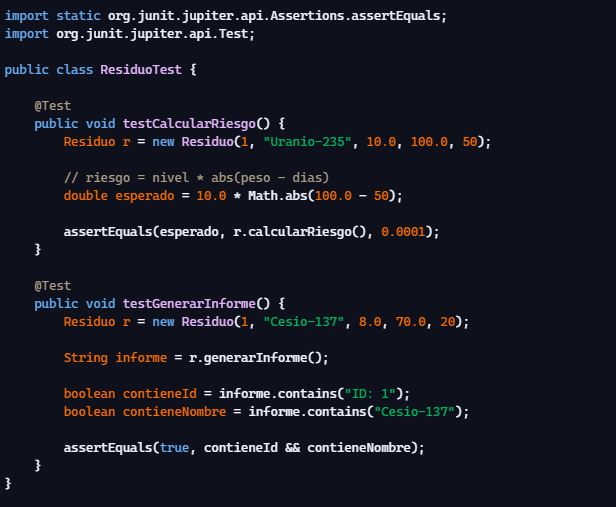 import static org.junit.jupiter.api.Assertions.assertEquals;
import org.junit.jupiter.api.Test;

public class ResiduoTest {

    @Test
    public void testCalcularRiesgo() {
        Residuo r = new Residuo(1, "Uranio-235", 10.0, 100.0, 50);

        // riesgo = nivel * abs(peso - dias)
        double esperado = 10.0 * Math.abs(100.0 - 50);

        assertEquals(esperado, r.calcularRiesgo(), 0.0001);
    }

    @Test
    public void testGenerarInforme() {
        Residuo r = new Residuo(1, "Cesio-137", 8.0, 70.0, 20);

        String informe = r.generarInforme();

        boolean contieneId = informe.contains("ID: 1");
        boolean contieneNombre = informe.contains("Cesio-137");

        assertEquals(true, contieneId && contieneNombre);
    }
}